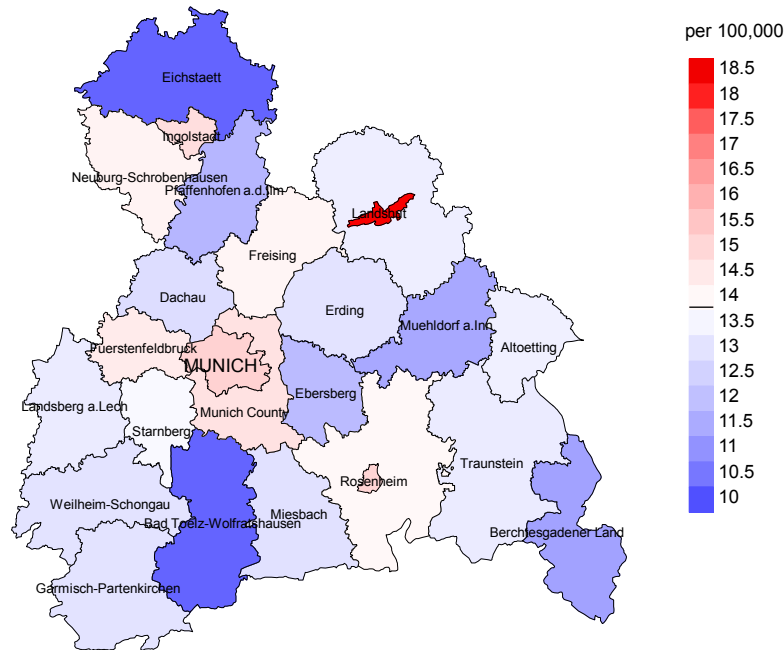 per 100,000
18.5
18
17.5
17
16.5
16
15.5
15
14.5
14
13.5
13
12.5
12
11.5
11
10.5
10
Eichstaett
Ingolstadt
Neuburg-Schrobenhausen
Pfaffenhofen a.d.Ilm
Landshut
Freising
Dachau
Erding
Muehldorf a.Inn
Altoetting
Fuerstenfeldbruck
MUNICH
Ebersberg
Landsberg a.Lech
Munich County
Starnberg
Traunstein
Rosenheim
Weilheim-Schongau
Miesbach
Bad Toelz-Wolfratshausen
Berchtesgadener Land
Garmisch-Partenkirchen